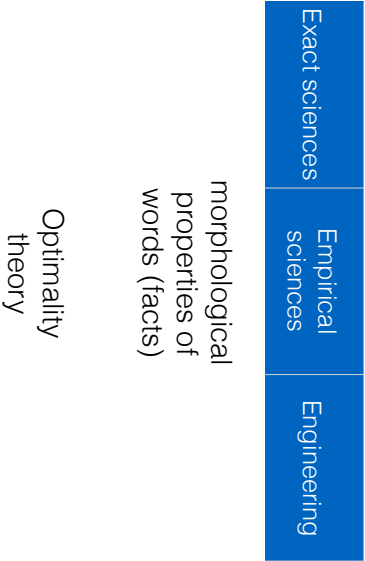 Exact sciences
Empirical
sciences
Engineering
morphological
properties of
words (facts)
Optimality
theory